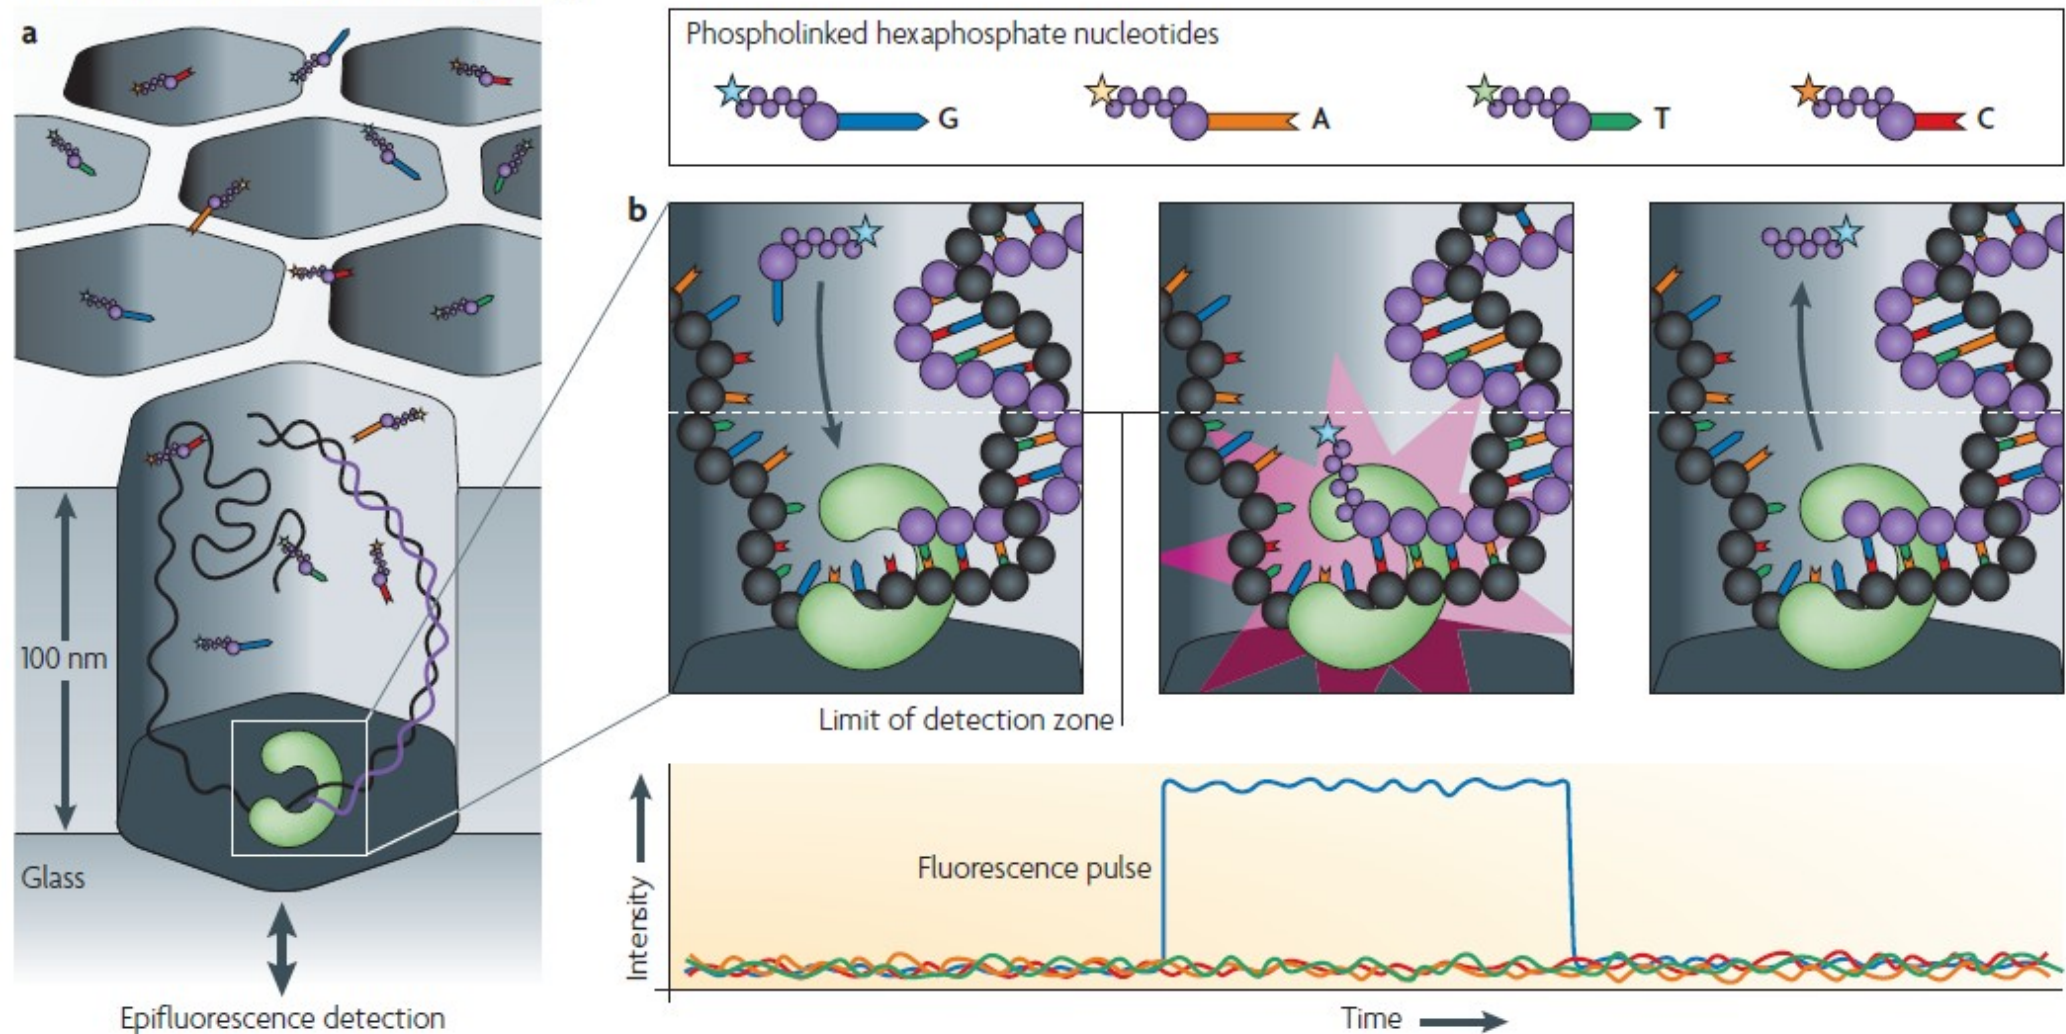 a
100 nm
Glass
Epifluorescence detection
Phospholinked hexaphosphate nucleotides
G
A
T
C
b
Limit of detection zone
Intensity
Fluorescence pulse
Time